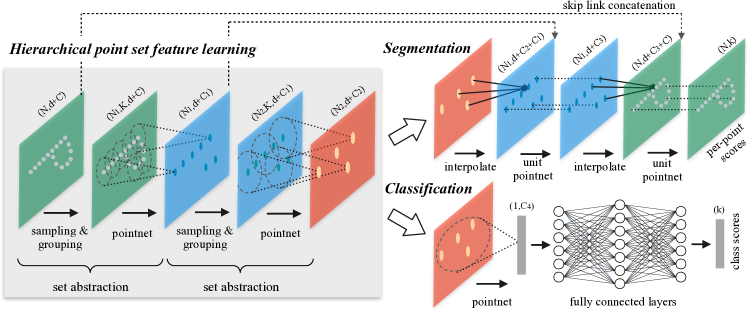 skip link concatenation
Hierarchical point set feature learning
(N,d+C)
(N,K,d+C)
(N1,d+C1)
(N1,K,d+C1)
(N2,d+C2)
sampling &
grouping
pointnet
sampling &
grouping
pointnet
set abstraction
set abstraction
Segmentation
(N1,d+C2+C1)
(N1,d+C3)
(N,d+C3+C)
(N,k)
interpolate
unit
pointnet
interpolate
unit
pointnet
per-point
scores
Classification
(1,C4)
(k)
pointnet
fully connected layers
class scores